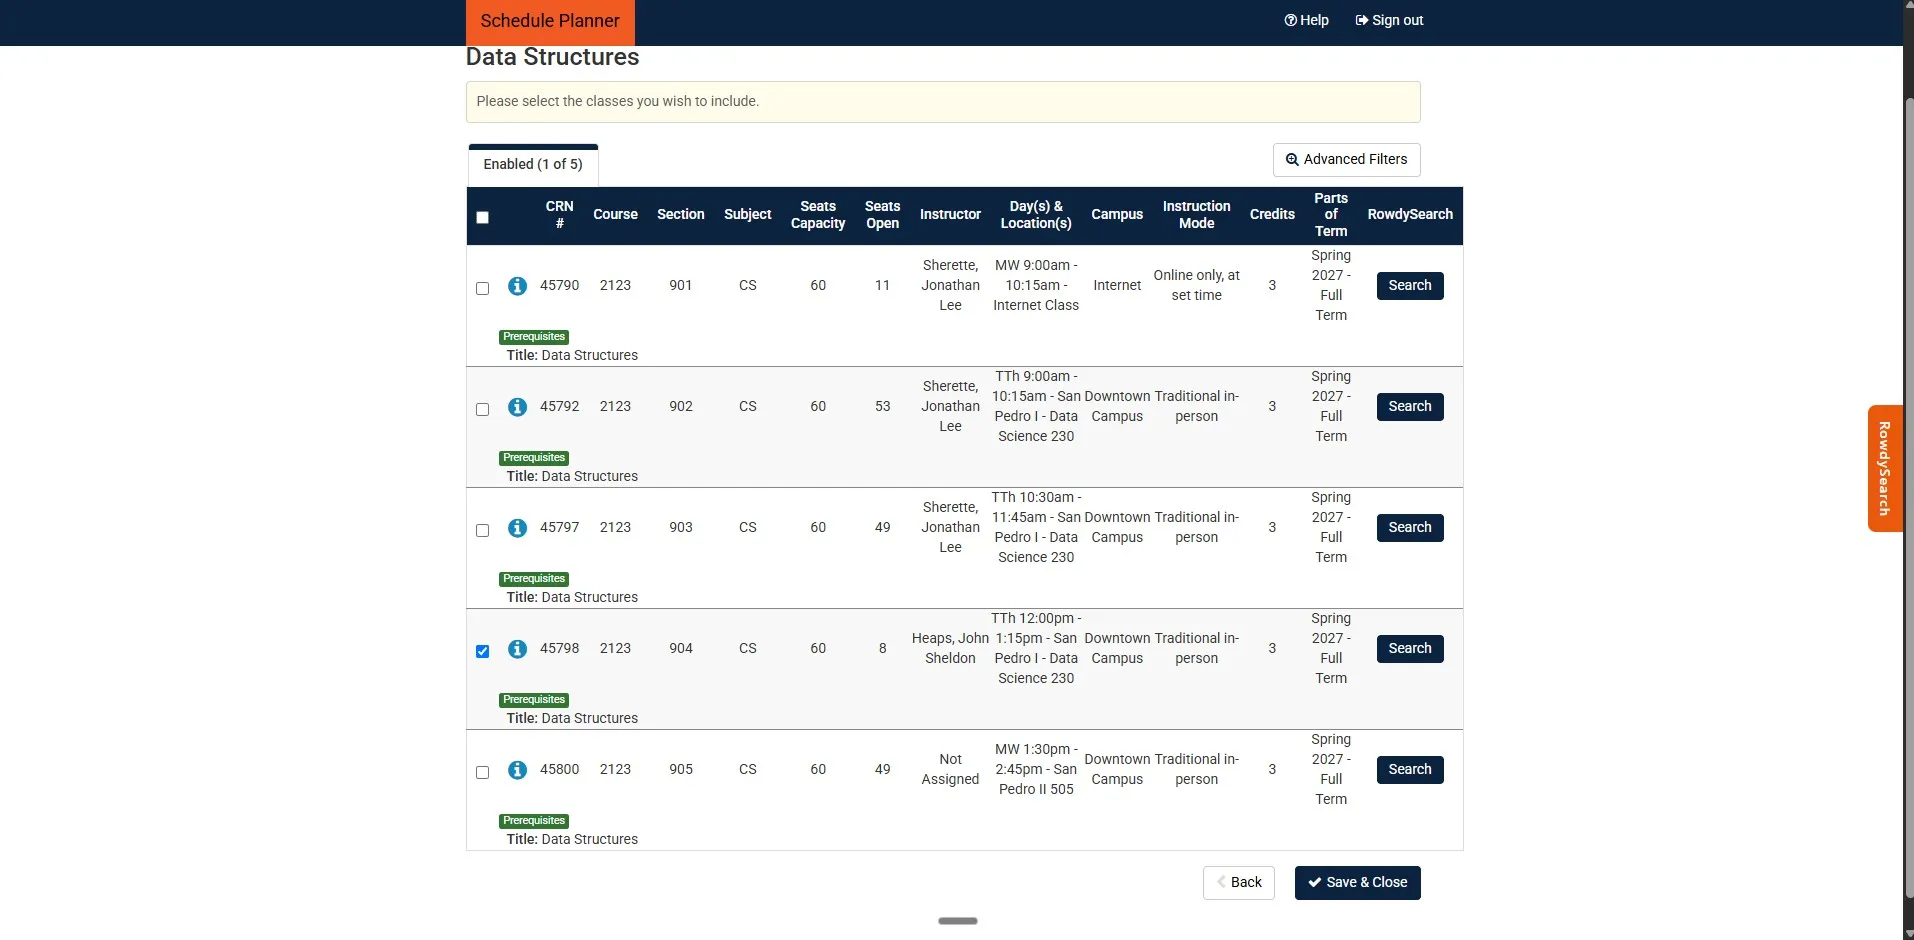 Schedule Planner
Help
Sign out
Data Structures
Please select the classes you wish to include.
Enabled (1 of 5)
Advanced Filters
CRN # Course Section Subject Seats Capacity Seats Open Instructor Day(s) & Location(s) Campus Instruction Mode Credits Parts of Term RowdySearch
45790 2123 901 CS 60 11 Sherette, Jonathan Lee MW 9:00am - 10:15am - Internet Class Internet Online only, at set time 3 Spring 2027 - Full Term Search
Prerequisites
Title: Data Structures
45792 2123 902 CS 60 53 Sherette, Jonathan Lee TTh 9:00am - 10:15am - San Pedro I - Data Science 230 Downtown Campus Traditional in-person 3 Spring 2027 - Full Term Search
Prerequisites
Title: Data Structures
45797 2123 903 CS 60 49 Sherette, Jonathan Lee TTh 10:30am - 11:45am - San Pedro I - Data Science 230 Downtown Campus Traditional in-person 3 Spring 2027 - Full Term Search
Prerequisites
Title: Data Structures
45798 2123 904 CS 60 8 Heaps, John Sheldon TTh 12:00pm - 1:15pm - San Pedro I - Data Science 230 Downtown Campus Traditional in-person 3 Spring 2027 - Full Term Search
Prerequisites
Title: Data Structures
45800 2123 905 CS 60 49 Not Assigned MW 1:30pm - 2:45pm - San Pedro II 505 Downtown Campus Traditional in-person 3 Spring 2027 - Full Term Search
Prerequisites
Title: Data Structures
Back
Save & Close
RowdySearch